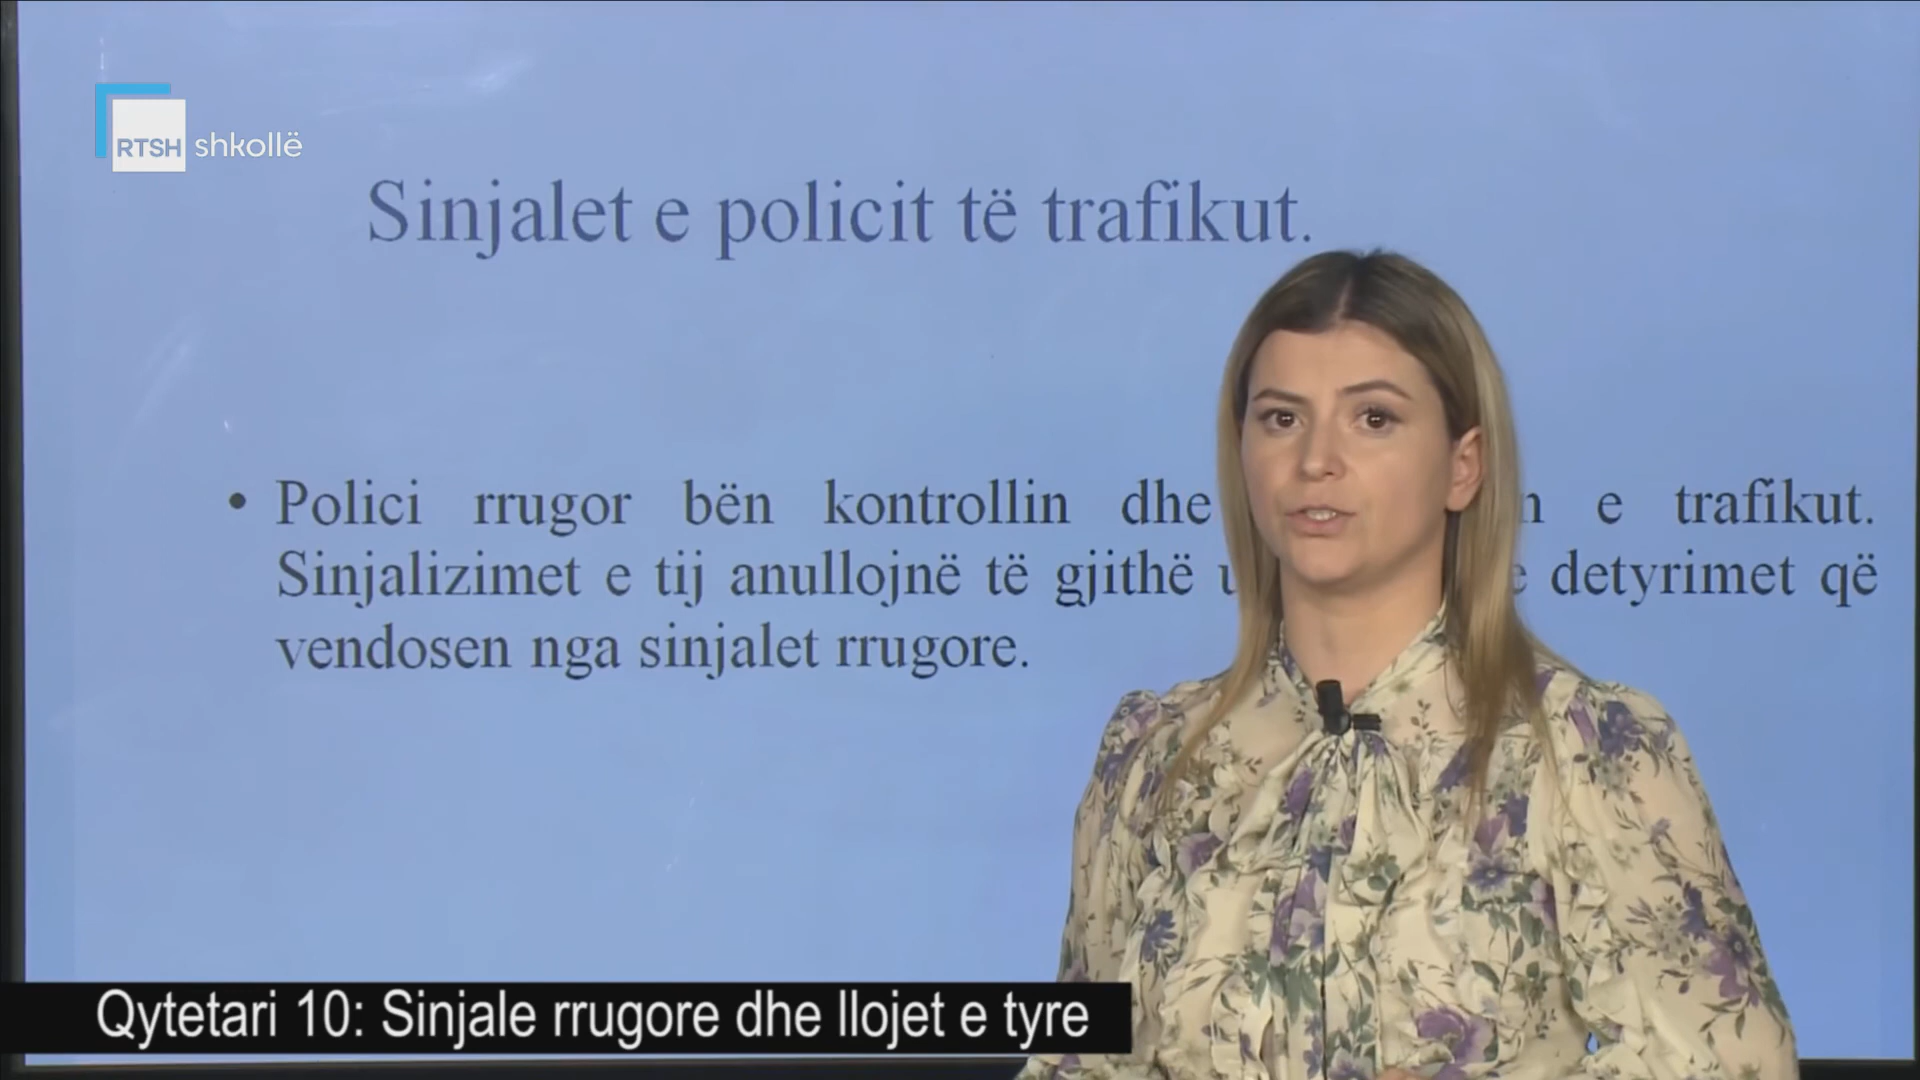 RTSH shkollë
Sinjalet e policit të trafikut.
• Polici rrugor bën kontrollin dhe e trafikut.
Sinjalizimet e tij anullojnë të gjithë detyrimet që
vendosen nga sinjalet rrugore.
Qytetari 10: Sinjale rrugore dhe llojet e tyre